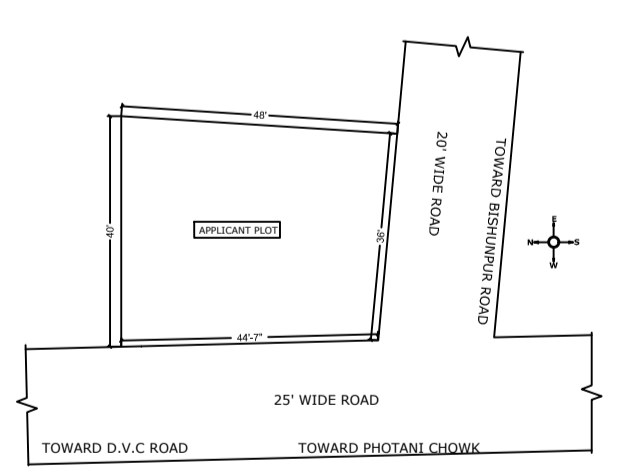 48'
20' WIDE ROAD
TOWARD BISHUNPUR ROAD
40'
APPLICANT PLOT
36'
E
N S
W
44'-7"
25' WIDE ROAD
TOWARD D.V.C ROAD
TOWARD PHOTANI CHOWK